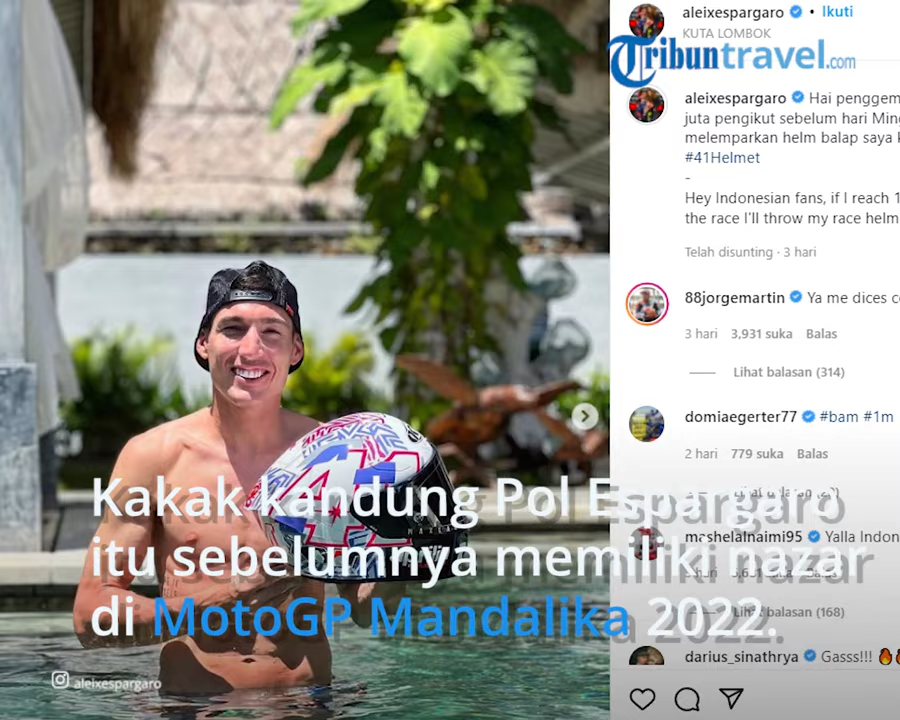 aleixespargaro • Ikuti
KUTA LOMBOK
Tribuntravel.com
aleixespargaro Hai penggem
juta pengikut sebelum hari Min
melemparkan helm balap saya k
#41Helmet
-
Hey Indonesian fans, if I reach 1
the race I'll throw my race helm
Telah disunting · 3 hari
88jorgemartin Ya me dices c
3 hari 3,931 suka Balas
Lihat balasan (314)
domiaegerter77 #bam #1m
2 hari 779 suka Balas
Kakak kandung Pol Espargaro
itu sebelumnya memiliki nazar
di MotoGP Mandalika 2022.
mashelalnaimi95 Yalla Indon
Lihat balasan (168)
darius_sinathrya Gasss!!! 🔥
aleixespargaro
41